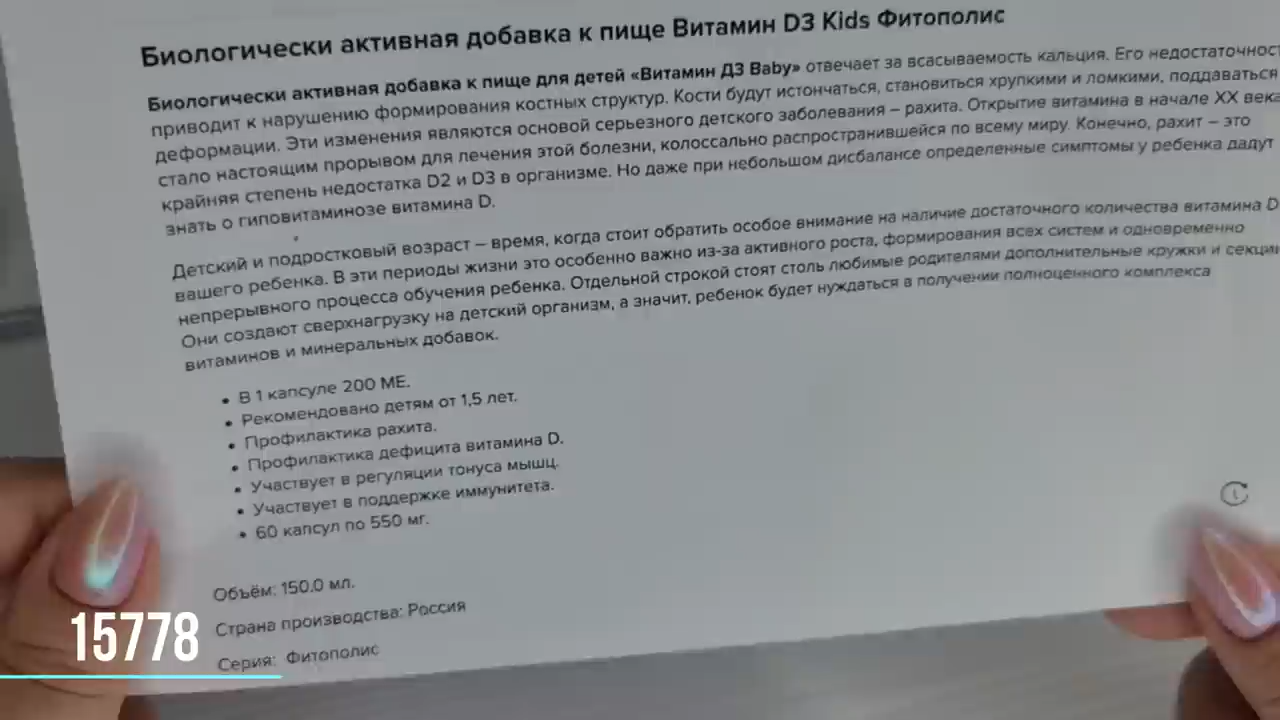 Биологически активная добавка к пище Витамин D3 Kids Фитополис
Биологически активная добавка к пище для детей «Витамин Д3 Baby» отвечает за всасываемость кальция. Его недостаточност
приводит к нарушению формирования костных структур. Кости будут истончаться, становиться хрупкими и ломкими, поддаваться
деформации. Эти изменения являются основой серьезного детского заболевания – рахита. Открытие витамина в начале XX века
стало настоящим прорывом для лечения этой болезни, колоссально распространившейся по всему миру. Конечно, рахит – это
крайняя степень недостатка D2 и D3 в организме. Но даже при небольшом дисбалансе определенные симптомы у ребенка дадут
знать о гиповитаминозе витамина D.
Детский и подростковый возраст – время, когда стоит обратить особое внимание на наличие достаточного количества витамина D
вашего ребенка. В эти периоды жизни это особенно важно из-за активного роста, формирования всех систем и одновременно
непрерывного процесса обучения ребенка. Отдельной строкой стоят столь любимые родителями дополнительные кружки и секции
Они создают сверхнагрузку на детский организм, а значит, ребенок будет нуждаться в получении полноценного комплекса
витаминов и минеральных добавок.
• В 1 капсуле 200 МЕ.
• Рекомендовано детям от 1,5 лет.
• Профилактика рахита.
• Профилактика дефицита витамина D.
• Участвует в регуляции тонуса мышц.
• Участвует в поддержке иммунитета.
• 60 капсул по 550 мг.
Объём: 150.0 мл.
Страна производства: Россия
Серия: Фитополис
15778